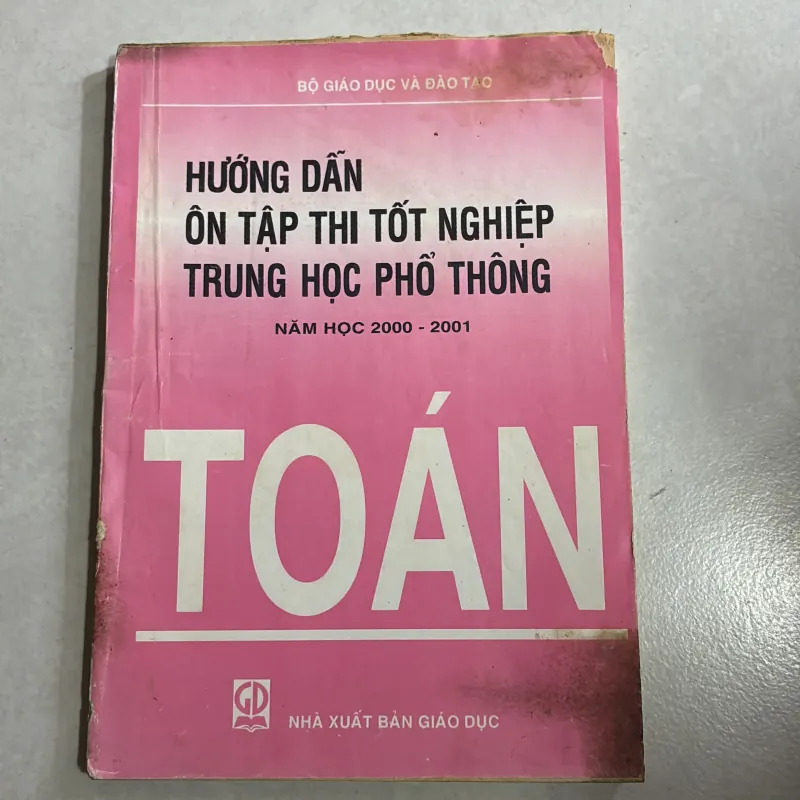 BỘ GIÁO DỤC VÀ ĐÀO TẠO
HƯỚNG DẪN
ÔN TẬP THI TỐT NGHIỆP
TRUNG HỌC PHỔ THÔNG
NĂM HỌC 2000 - 2001
TOÁN
GD
NHÀ XUẤT BẢN GIÁO DỤC